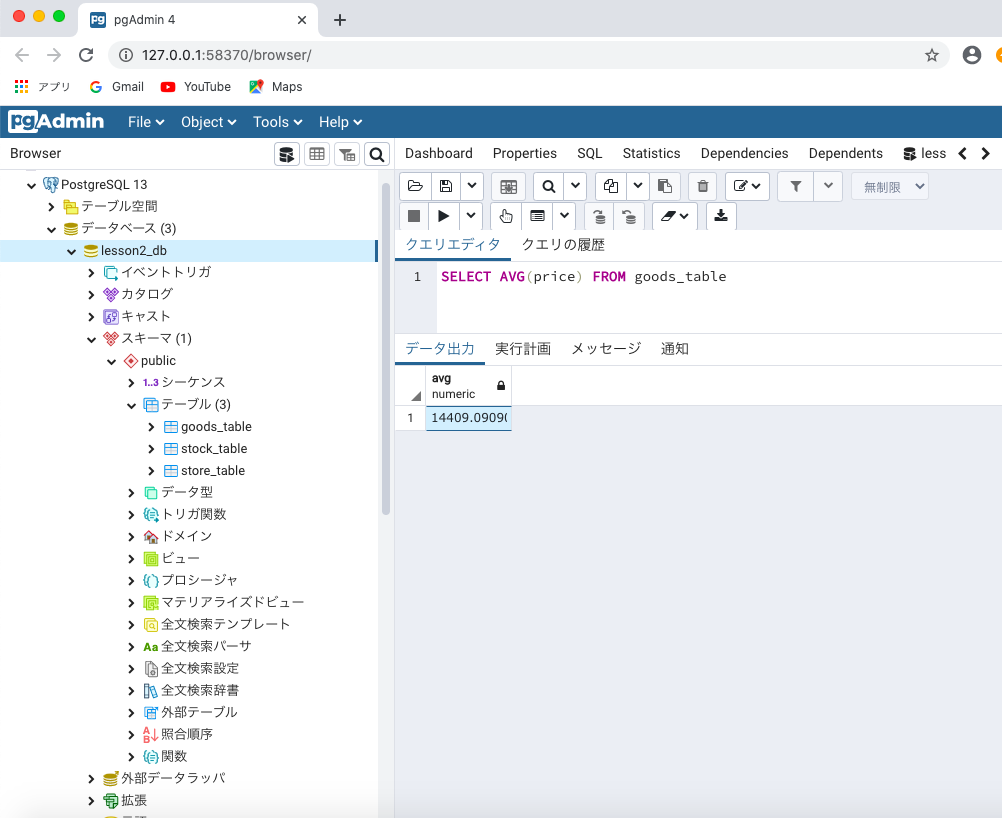 pgAdmin 4
127.0.0.1:58370/browser/
アプリ Gmail YouTube Maps
pgAdmin File Object Tools Help
Browser
Dashboard Properties SQL Statistics Dependencies Dependents less
PostgreSQL 13
テーブル空間
データベース (3)
lesson2_db
イベントトリガ
カタログ
キャスト
スキーマ (1)
public
1..3 シーケンス
テーブル (3)
goods_table
stock_table
store_table
データ型
トリガ関数
ドメイン
ビュー
プロシージャ
マテリアライズドビュー
全文検索テンプレート
Aa 全文検索パーサ
全文検索設定
全文検索辞書
外部テーブル
照合順序
関数
外部データラッパ
拡張
無制限
クエリエディタ クエリの履歴
1 SELECT AVG(price) FROM goods_table
データ出力 実行計画 メッセージ 通知
avg
numeric
1 14409.0909